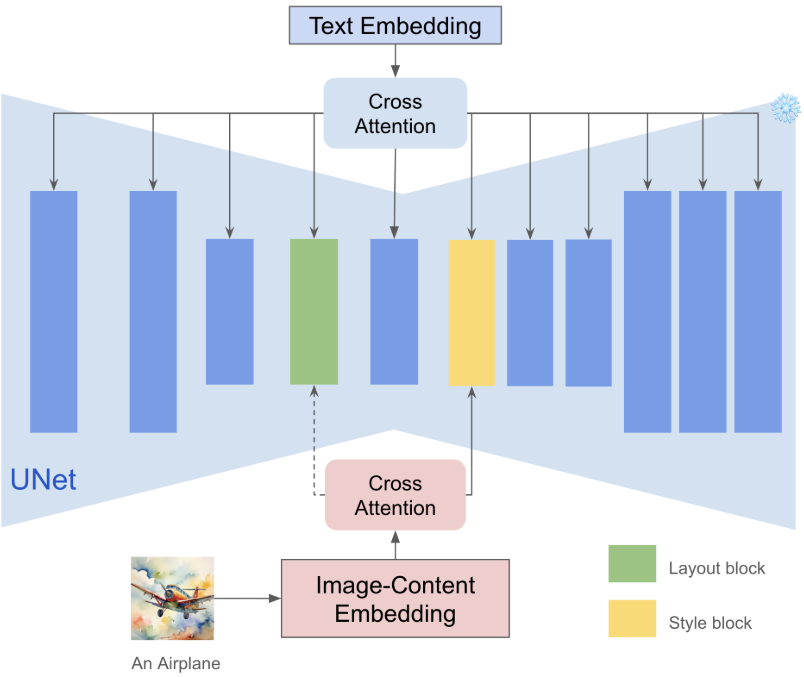 Text Embedding
Cross
Attention
UNet
Cross
Attention
Image-Content
Embedding
An Airplane
Layout block
Style block